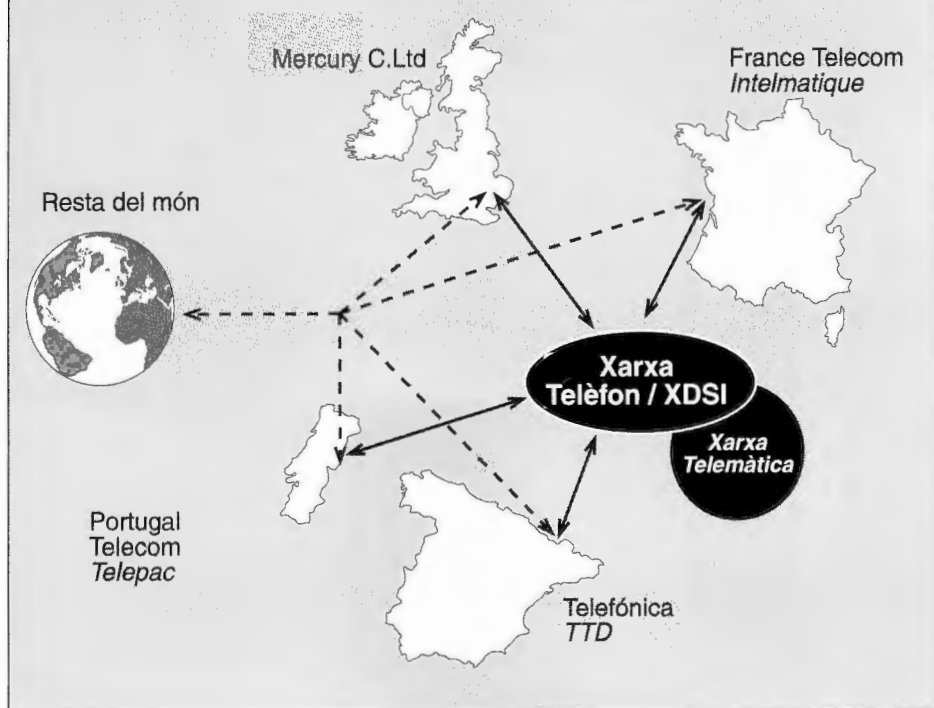 Mercury C.Ltd
France Telecom
Intelmatique
Resta del món
Xarxa
Telèfon / XDSI
Xarxa
Telemàtica
Portugal
Telecom
Telepac
Telefónica
TTD